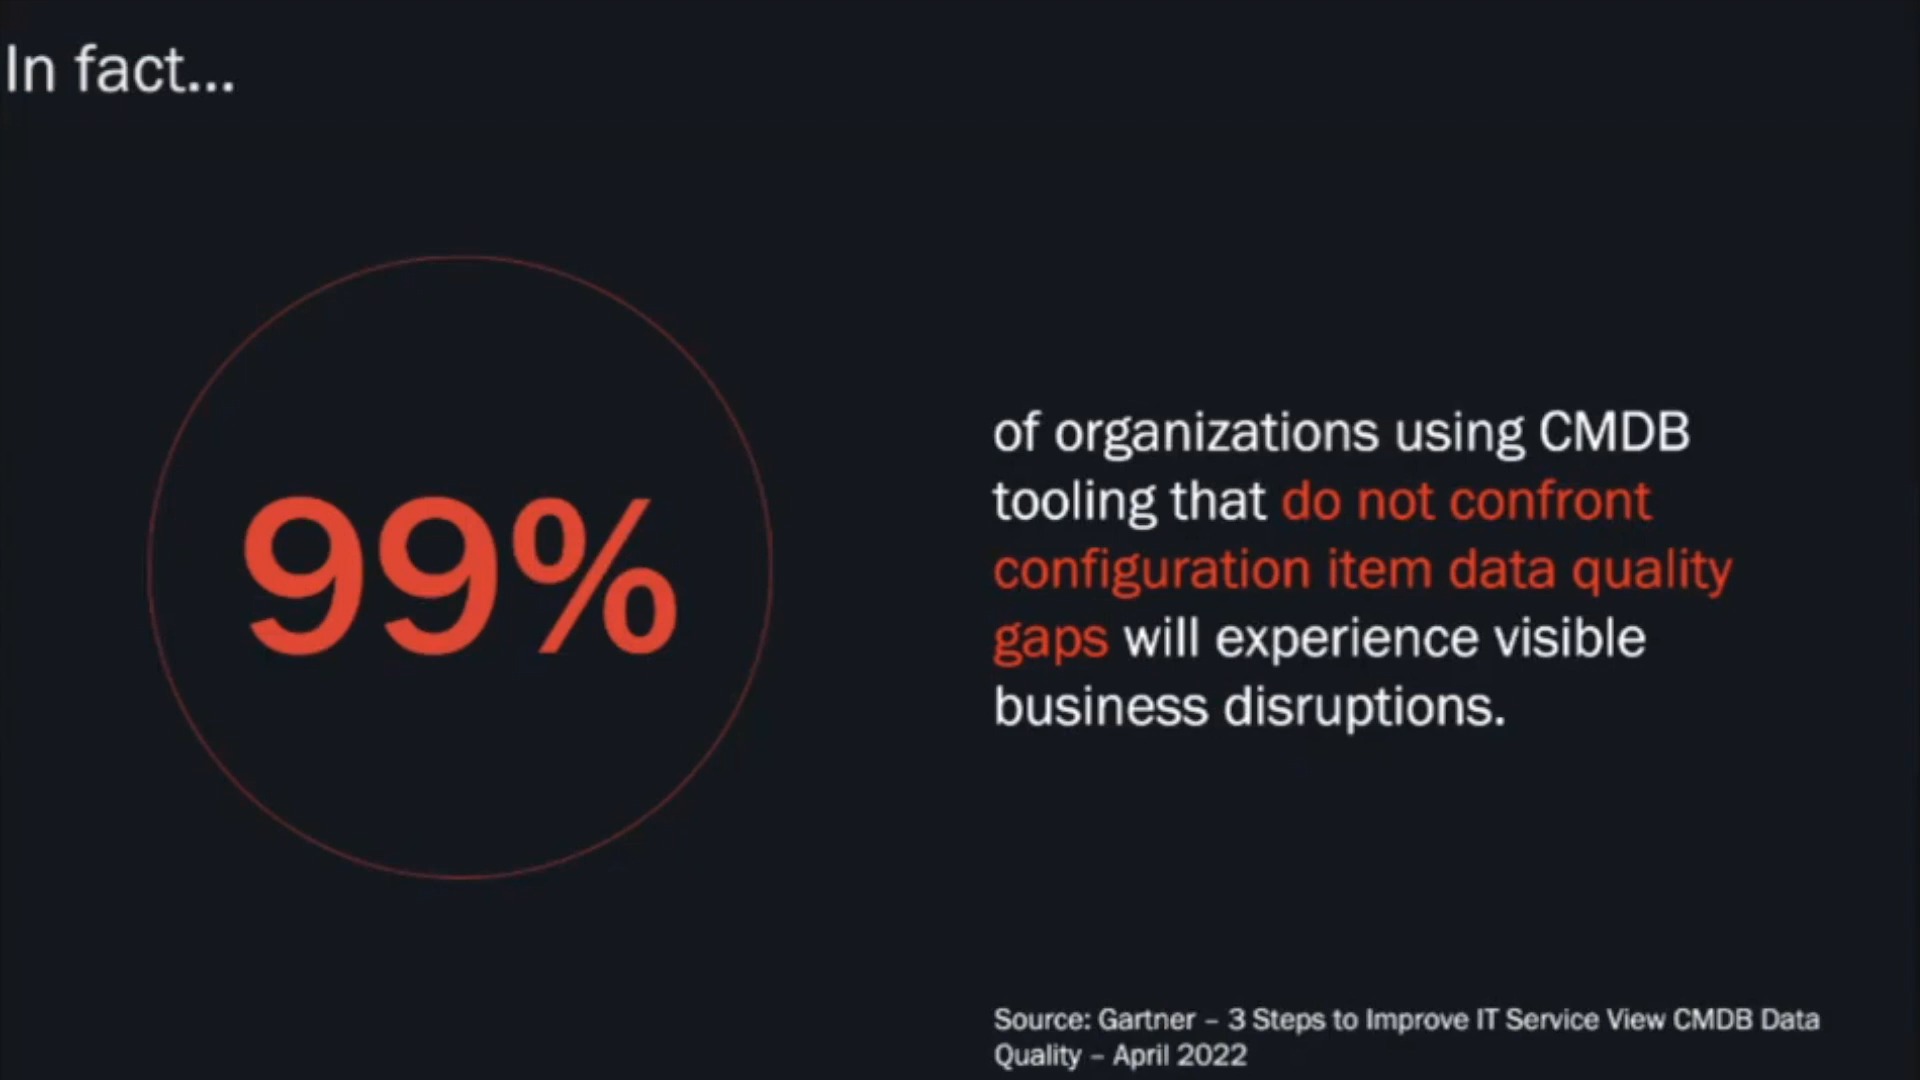 In fact...
99%
of organizations using CMDB
tooling that do not confront
configuration item data quality
gaps will experience visible
business disruptions.
Source: Gartner – 3 Steps to Improve IT Service View CMDB Data
Quality – April 2022